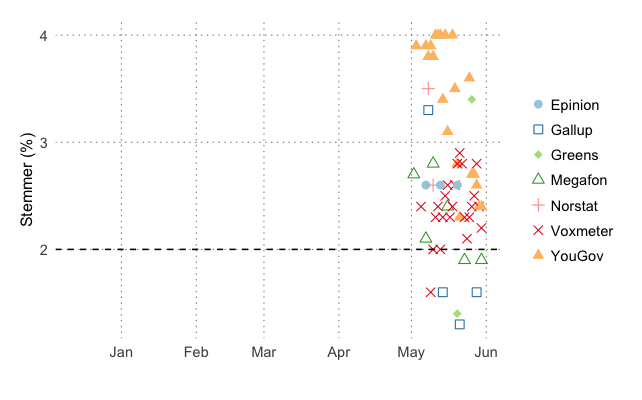 4
3
2
Stemmer (%)
Jan Feb Mar Apr May Jun
Epinion
Gallup
Greens
Megafon
Norstat
Voxmeter
YouGov